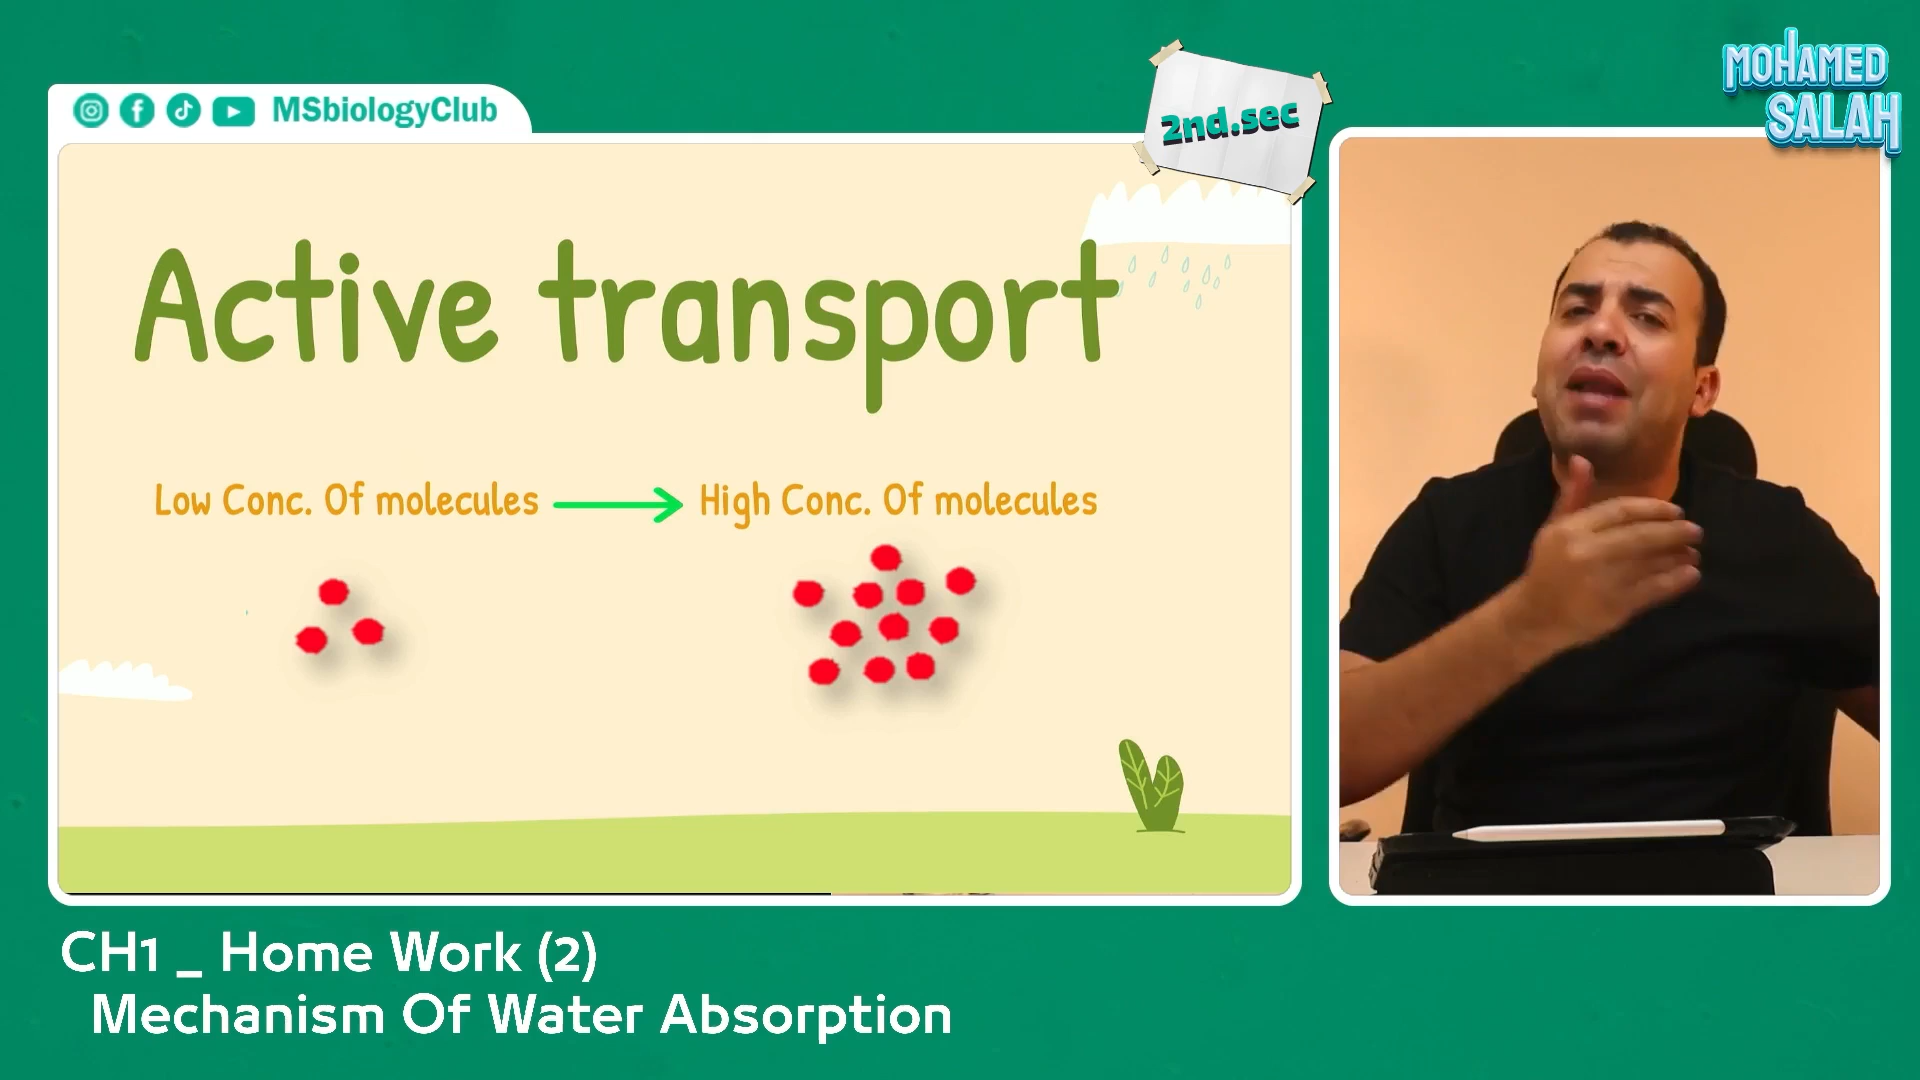 MOHAMED
SALAH
2nd.sec
MSbiologyClub
Active transport
Low Conc. Of molecules
High Conc. Of molecules
CH1 _ Home Work (2)
Mechanism Of Water Absorption